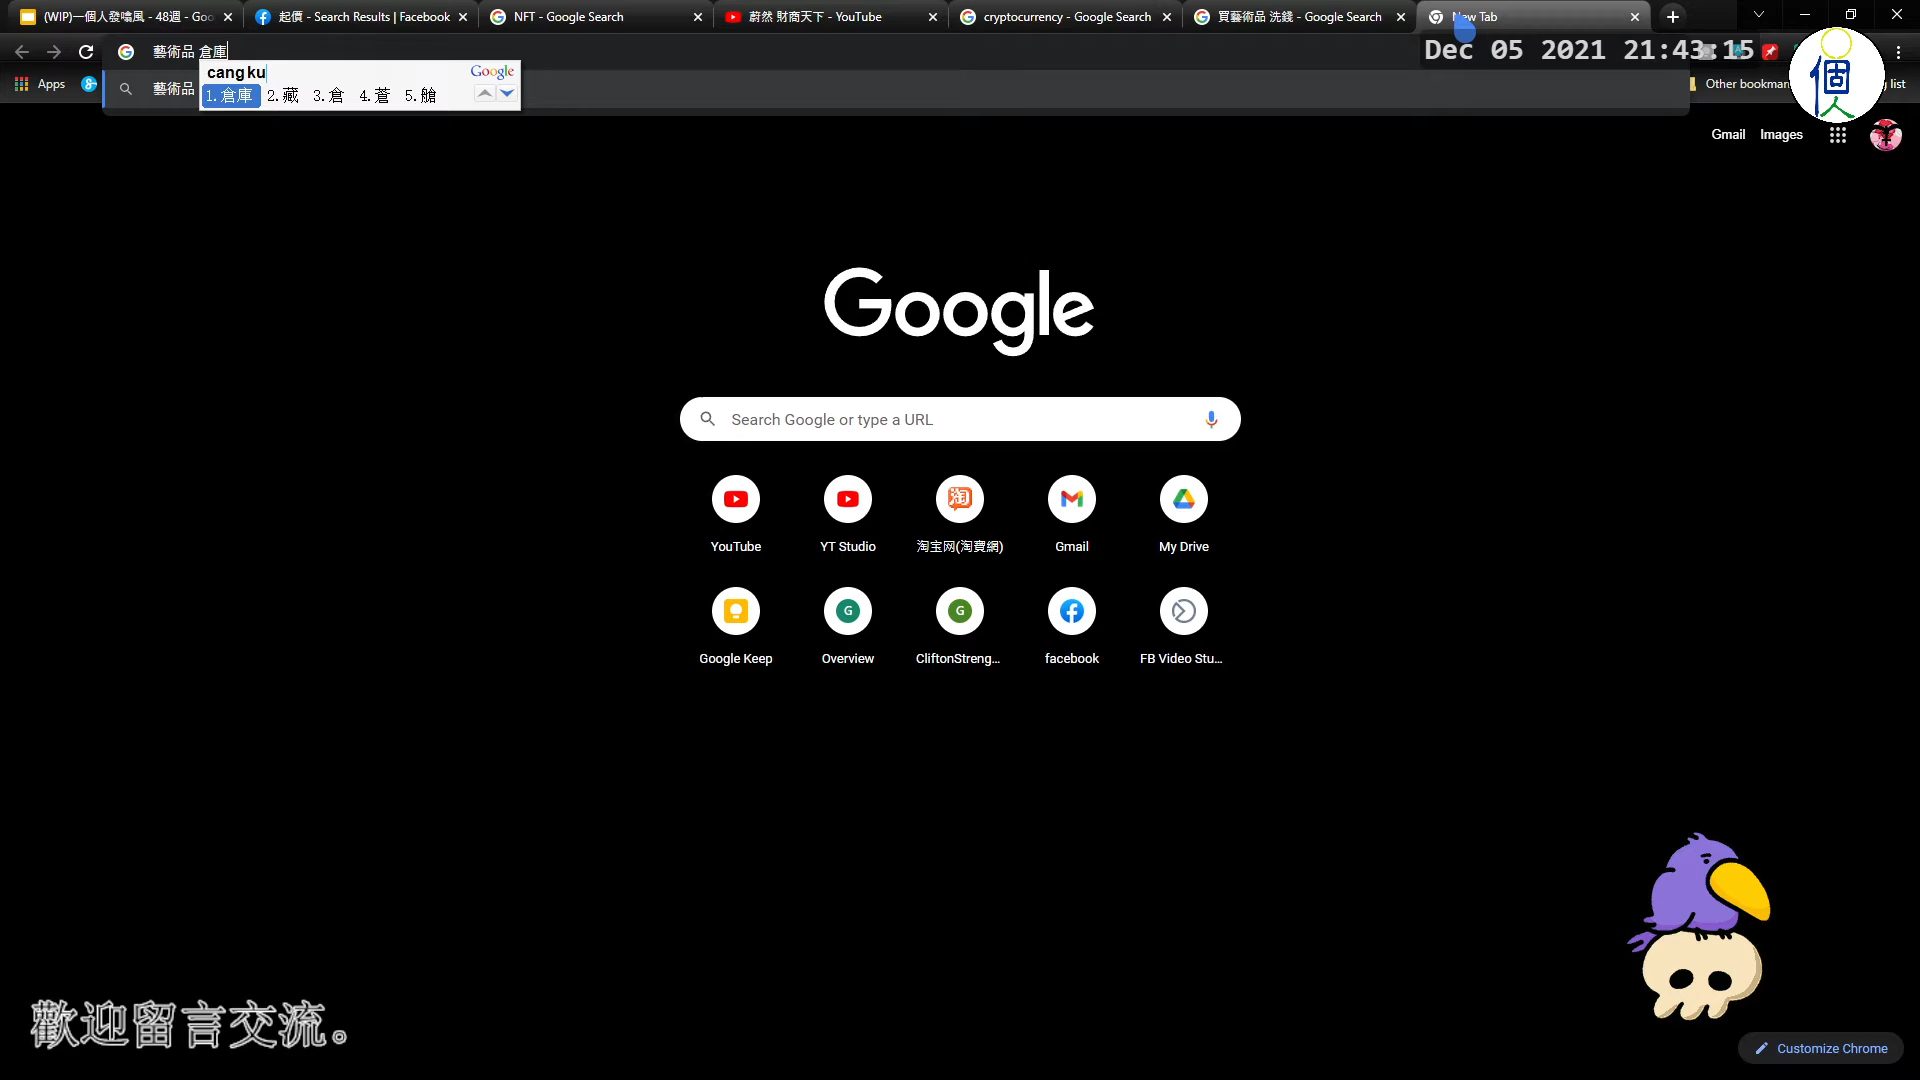 (WIP)一個人發噏風 - 48週 - Goo
起價 - Search Results | Facebook
NFT - Google Search
蔚然 財商天下 - YouTube
cryptocurrency - Google Search
買藝術品 洗錢 - Google Search
New Tab
藝術品 倉庫
Dec 05 2021 21:43:15
cang ku
Google
Apps
藝術品
1.倉庫 2.藏 3.倉 4.蒼 5.艙
Other bookmar
list
個人
Gmail
Images
Google
Search Google or type a URL
YouTube
YT Studio
淘宝网(淘寶網)
Gmail
My Drive
G
G
Google Keep
Overview
CliftonStreng...
facebook
FB Video Stu...
歡迎留言交流。
Customize Chrome